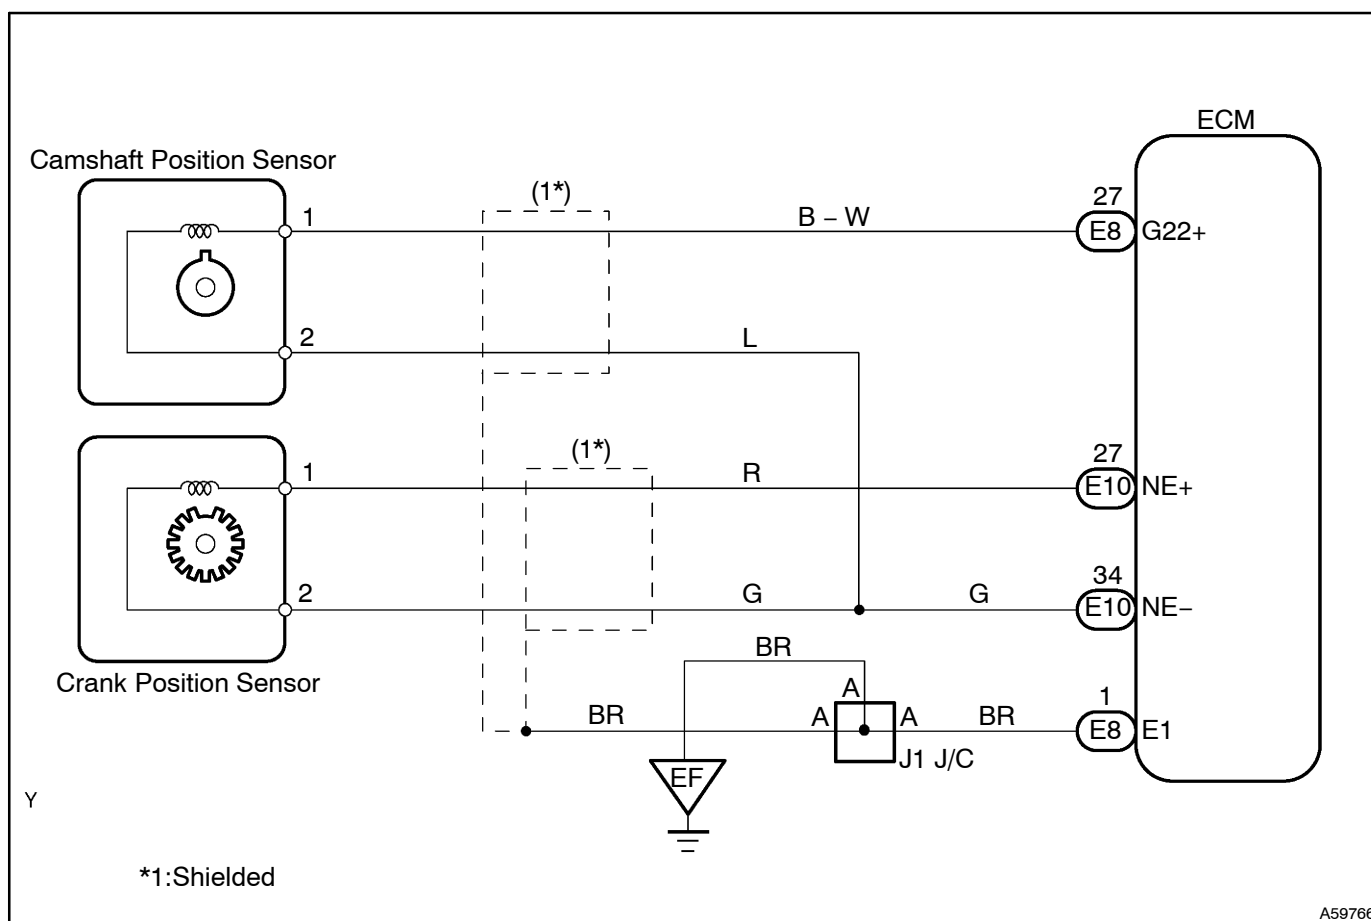 ECM
Camshaft Position Sensor
(1*)
27
1
B – W
E8
G22+
2
L
(1*)
27
1
R
E10
NE+
34
2
G
G
E10
NE–
BR
Crank Position Sensor
A
1
BR
A
A
BR
E8
E1
J1 J/C
EF
Y
*1:Shielded
A59766